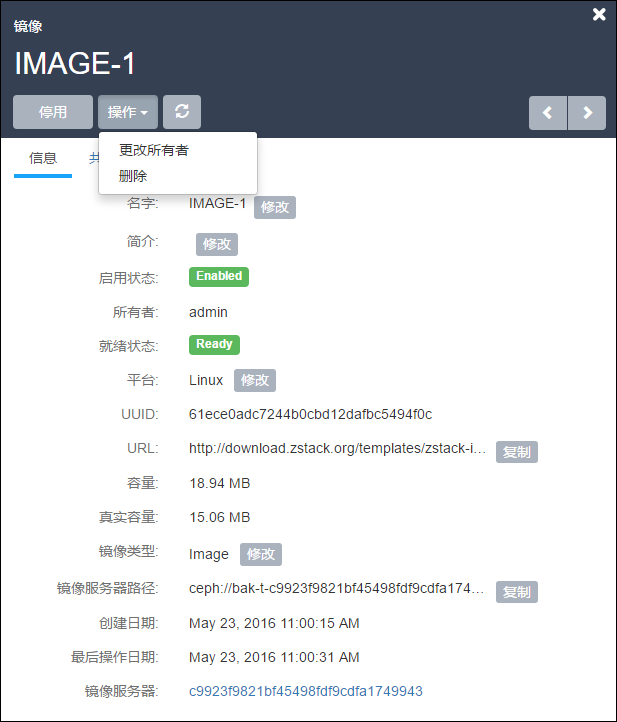 镜像
IMAGE-1
停用 操作
更改所有者
删除
信息 共
名字: IMAGE-1 修改
简介: 修改
启用状态: Enabled
所有者: admin
就绪状态: Ready
平台: Linux 修改
UUID: 61ece0adc7244b0cbd12dafbc5494f0c
URL: http://download.zstack.org/templates/zstack-i... 复制
容量: 18.94 MB
真实容量: 15.06 MB
镜像类型: Image 修改
镜像服务器路径: ceph://bak-t-c9923f9821bf45498fdf9cdfa174... 复制
创建日期: May 23, 2016 11:00:15 AM
最后操作日期: May 23, 2016 11:00:31 AM
镜像服务器: c9923f9821bf45498fdf9cdfa1749943